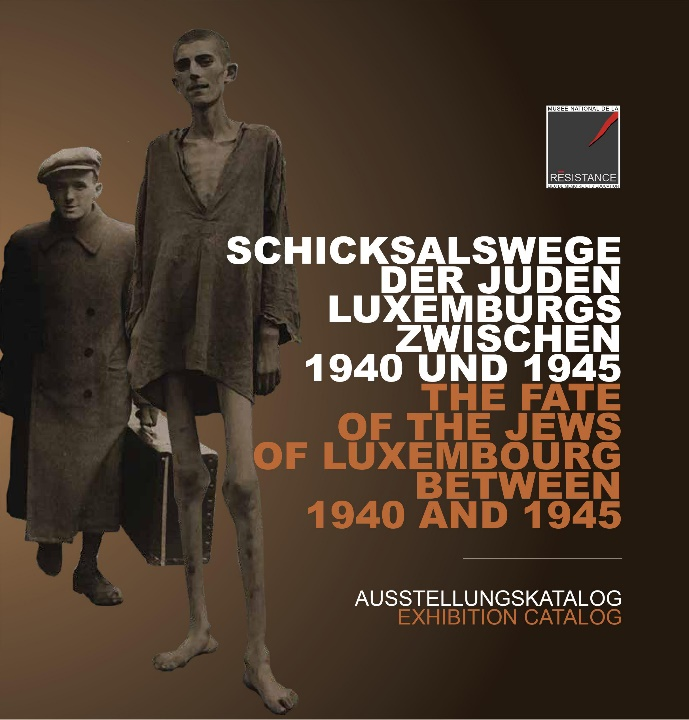 MUSÉE NATIONAL DE LA
RÉSISTANCE
SCHICKSALSWEGE
DER JUDEN
LUXEMBURGS
ZWISCHEN
1940 UND 1945
THE FATE
OF THE JEWS
OF LUXEMBOURG
BETWEEN
1940 AND 1945
AUSSTELLUNGSKATALOG
EXHIBITION CATALOG